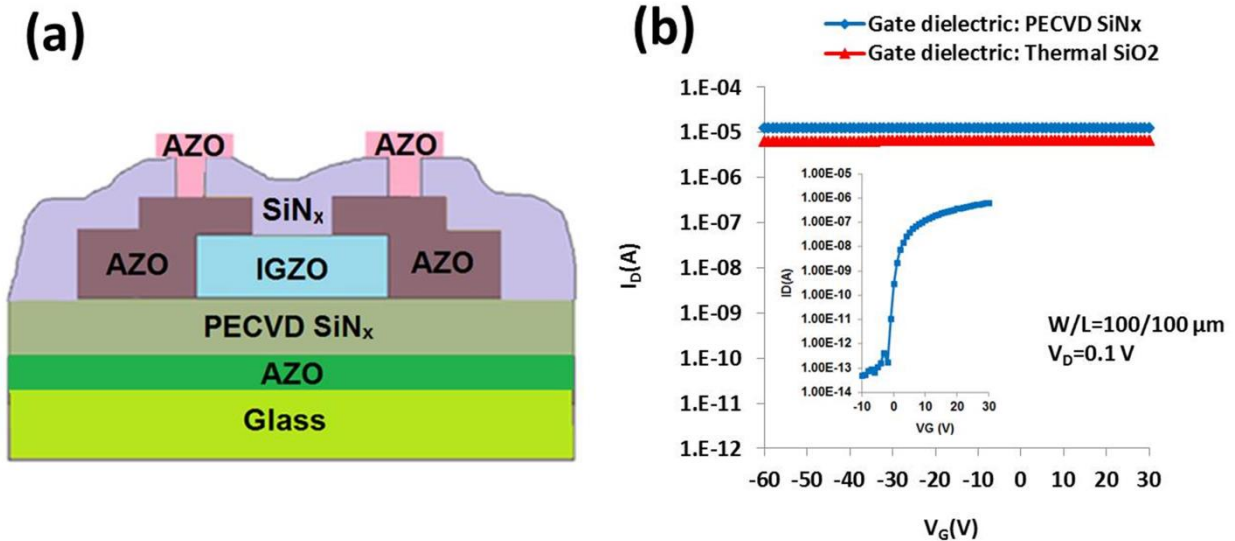 (a)
AZO AZO
SiNₓ
AZO IGZO AZO
PECVD SiNₓ
AZO
Glass
(b)
Gate dielectric: PECVD SiNx
Gate dielectric: Thermal SiO2
1.E-04
1.E-05
1.E-06
1.E-07
1.E-08
1.E-09
1.E-10
1.E-11
1.E-12
I_D(A)
-60 -50 -40 -30 -20 -10 0 10 20 30
V_G(V)
1.00E-05
1.00E-06
1.00E-07
1.00E-08
1.00E-09
1.00E-10
1.00E-11
1.00E-12
1.00E-13
1.00E-14
ID(A)
-10 0 10 20 30
VG (V)
W/L=100/100 µm
V_D=0.1 V